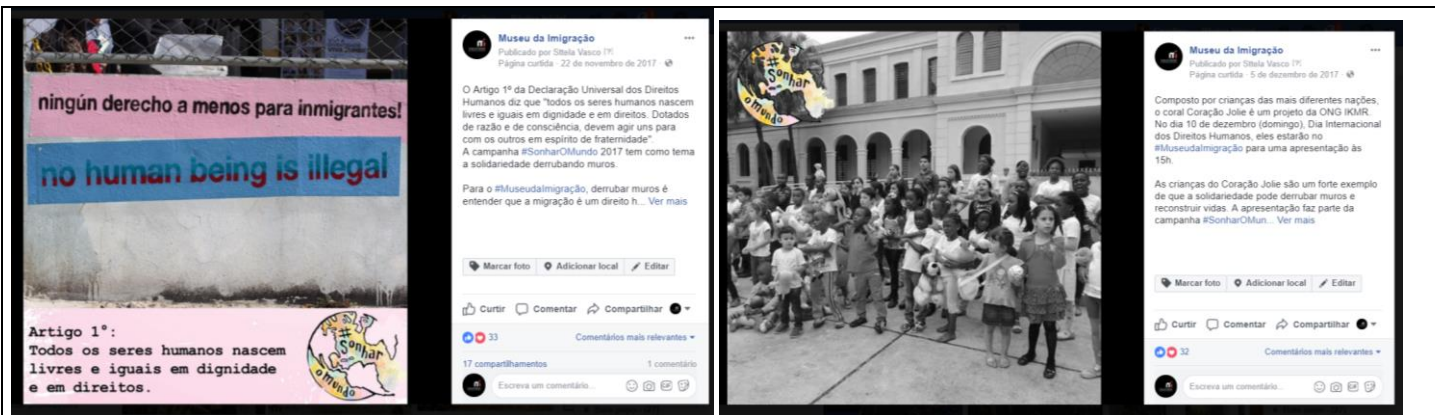 ningún derecho a menos para inmigrantes!
no human being is illegal
Artigo 1º:
Todos os seres humanos nascem
livres e iguais em dignidade
e em direitos.
#Sonhar
o mundo
Museu da Imigração
Publicado por Sttela Vasco [?]
Página curtida · 22 de novembro de 2017 ·
O Artigo 1º da Declaração Universal dos Direitos
Humanos diz que "todos os seres humanos nascem
livres e iguais em dignidade e em direitos. Dotados
de razão e de consciência, devem agir uns para
com os outros em espírito de fraternidade".
A campanha #SonharOMundo 2017 tem como tema
a solidariedade derrubando muros.
Para o #MuseudaImigração, derrubar muros é
entender que a migração é um direito h... Ver mais
Marcar foto
Adicionar local
Editar
Curtir
Comentar
Compartilhar
33
Comentários mais relevantes
17 compartilhamentos
1 comentário
Escreva um comentário...
GIF
#Sonhar
o mundo
Museu da Imigração
Publicado por Sttela Vasco [?]
Página curtida · 5 de dezembro de 2017 ·
Composto por crianças das mais diferentes nações,
o coral Coração Jolie é um projeto da ONG IKMR.
No dia 10 de dezembro (domingo), Dia Internacional
dos Direitos Humanos, eles estarão no
#MuseudaImigração para uma apresentação às
15h.
As crianças do Coração Jolie são um forte exemplo
de que a solidariedade pode derrubar muros e
reconstruir vidas. A apresentação faz parte da
campanha #SonharOMun... Ver mais
Marcar foto
Adicionar local
Editar
Curtir
Comentar
Compartilhar
32
Comentários mais relevantes
Escreva um comentário...
GIF